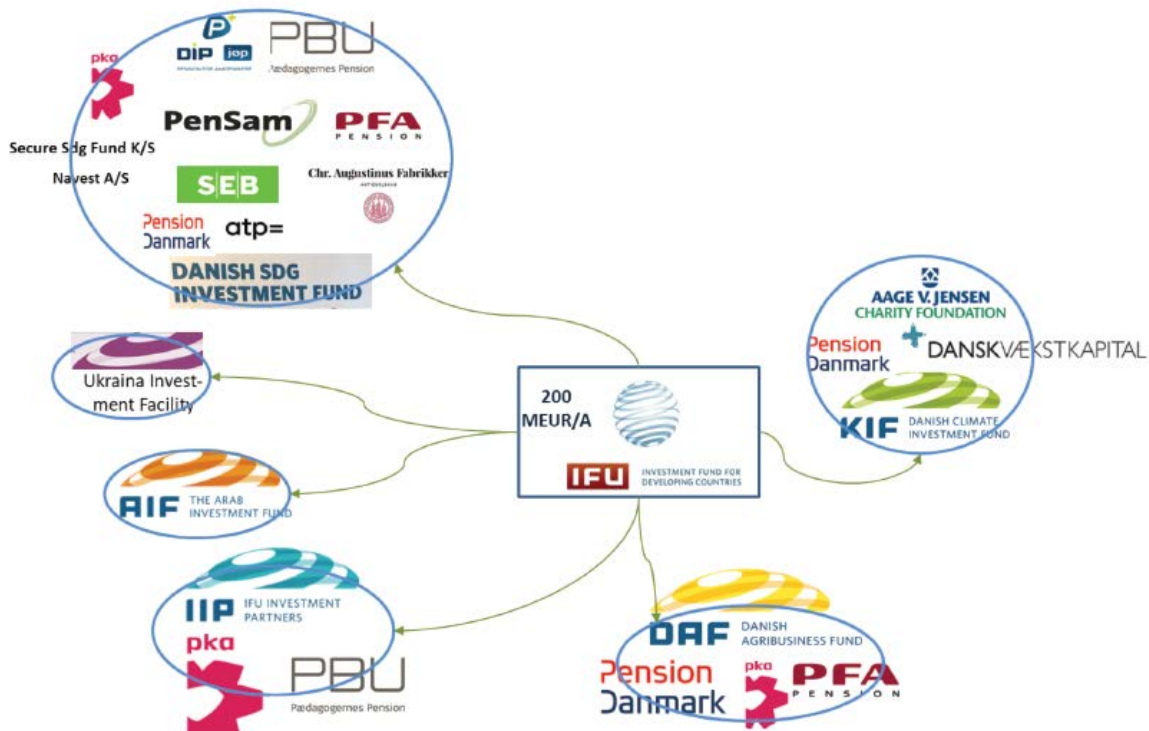 P+
DIP jøp
PBU
Pædagogernes Pension
pka
PenSam
PFA
PENSION
Secure Sdg Fund K/S
Navest A/S
SEB
Chr. Augustinus Fabrikker
AKTIESELSKAB
Pension
Danmark
atp=
DANISH SDG
INVESTMENT FUND
Ukraina Invest-
ment Facility
AIF THE ARAB
INVESTMENT FUND
IIP IFU INVESTMENT
PARTNERS
pka
PBU
Pædagogernes Pension
200
MEUR/A
IFU INVESTMENT FUND FOR
DEVELOPING COUNTRIES
AAGE V. JENSEN
CHARITY FOUNDATION
Pension
Danmark
DANSKVÆKSTKAPITAL
KIF DANISH CLIMATE
INVESTMENT FUND
DAF DANISH
AGRIBUSINESS FUND
Pension
Danmark
pka
PFA
PENSION